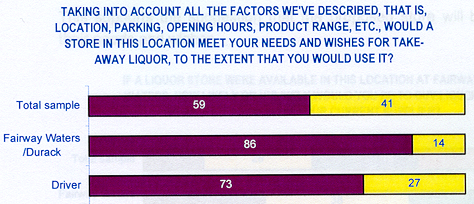 TAKING INTO ACCOUNT ALL THE FACTORS WE'VE DESCRIBED, THAT IS,
LOCATION, PARKING, OPENING HOURS, PRODUCT RANGE, ETC., WOULD A
STORE IN THIS LOCATION MEET YOUR NEEDS AND WISHES FOR TAKE-
AWAY LIQUOR, TO THE EXTENT THAT YOU WOULD USE IT?
Total sample 59 41
Fairway Waters
/Durack 86 14
Driver 73 27